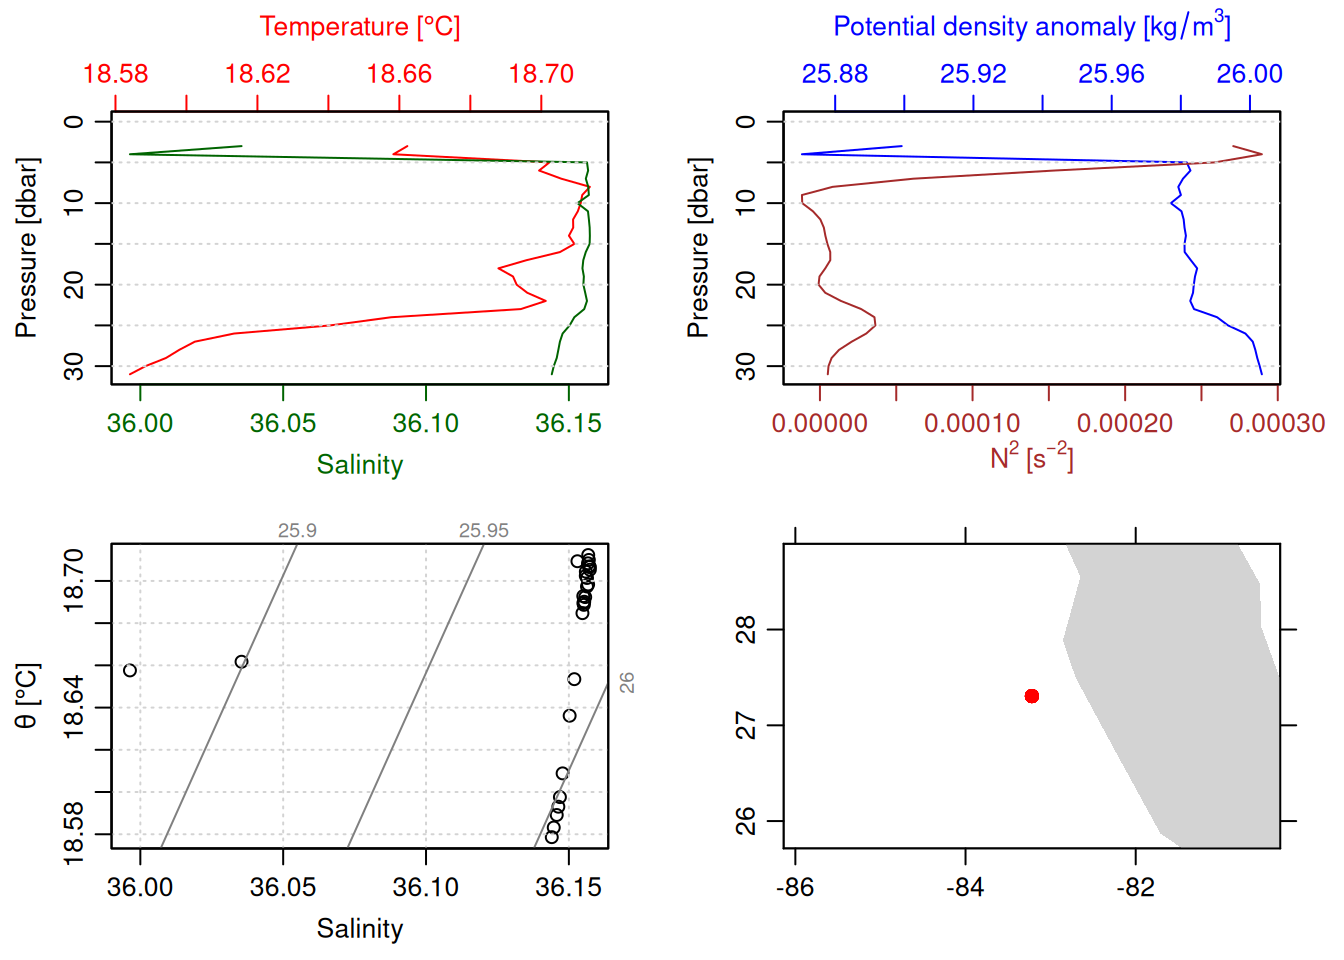 Temperature [°C]
18.58 18.62 18.66 18.70
Pressure [dbar]
0 10 20 30
36.00 36.05 36.10 36.15
Salinity
Potential density anomaly [kg/m³]
25.88 25.92 25.96 26.00
Pressure [dbar]
0 10 20 30
0.00000 0.00010 0.00020 0.00030
N² [s⁻²]
25.9 25.95
26
θ [°C]
18.58 18.64 18.70
36.00 36.05 36.10 36.15
Salinity
26 27 28
-86 -84 -82